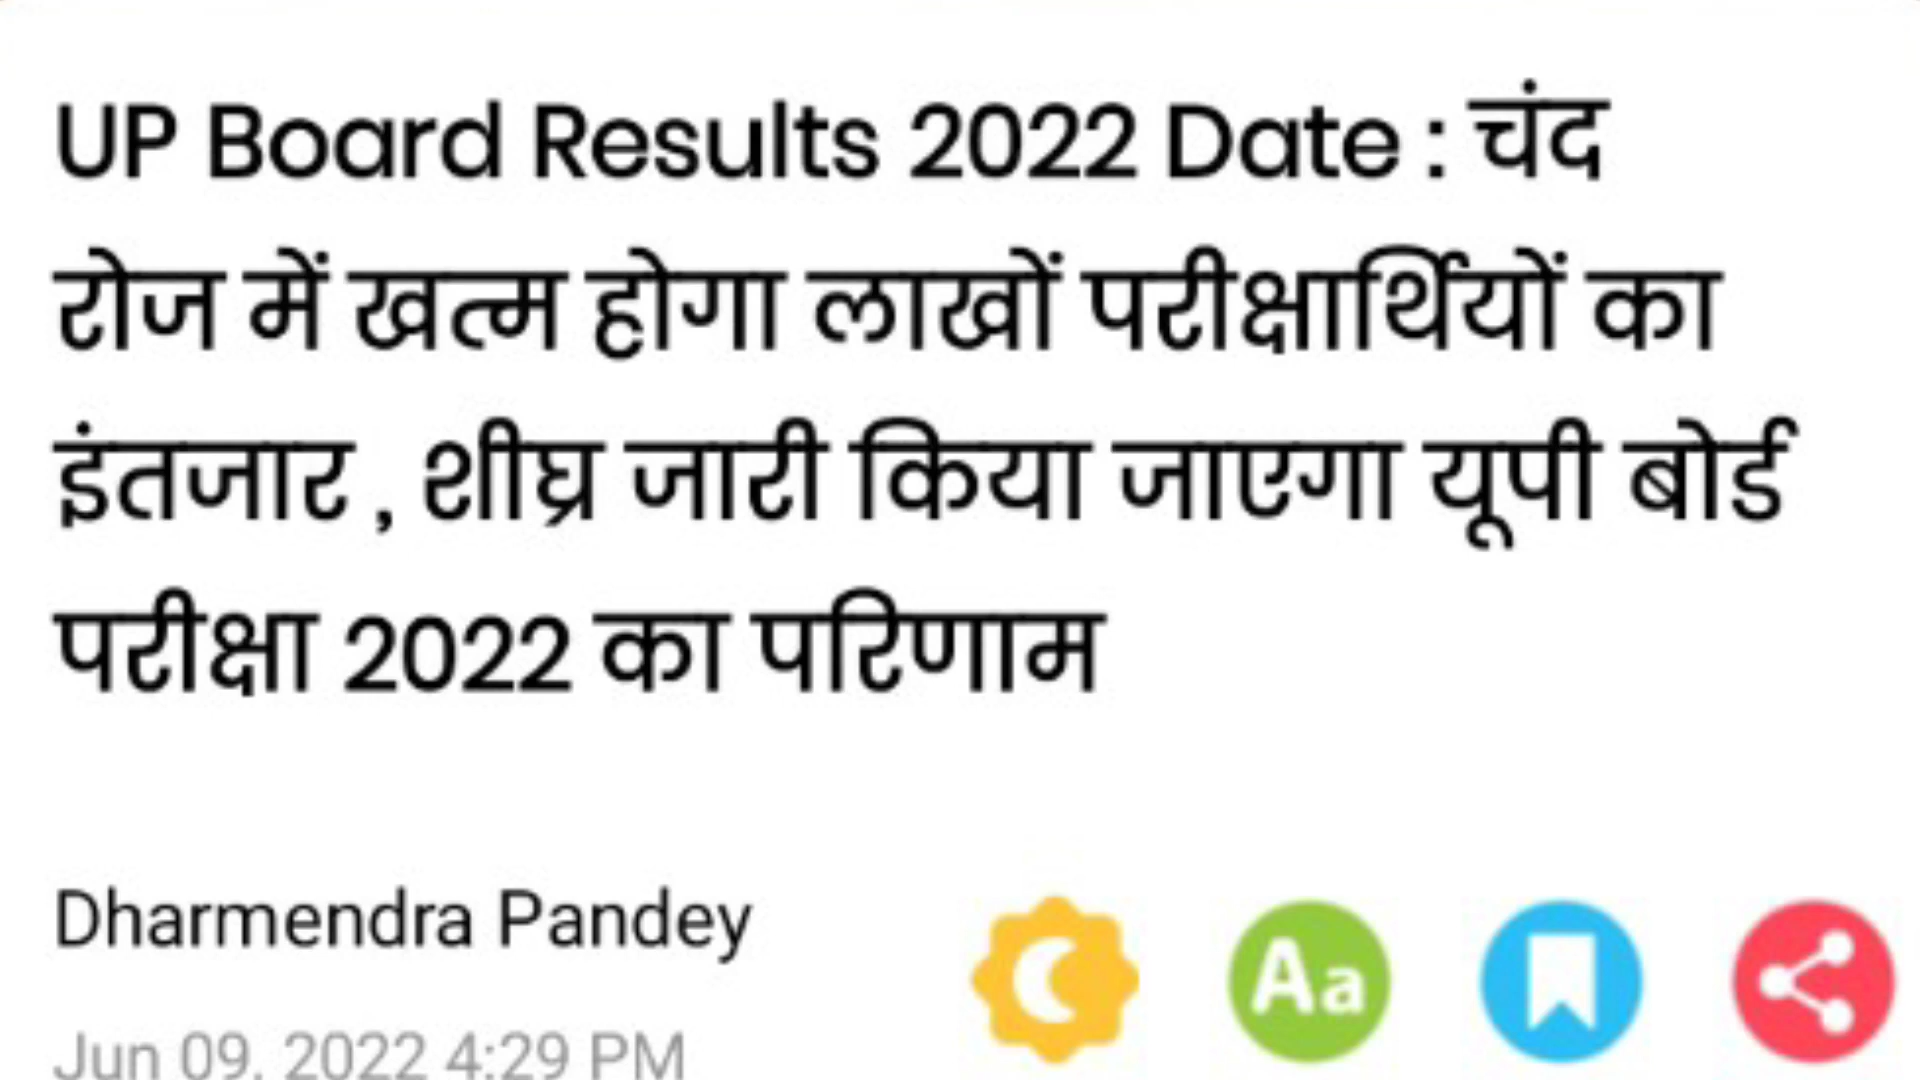 UP Board Results 2022 Date : चंद
रोज में खत्म होगा लाखों परीक्षार्थियों का
इंतजार , शीघ्र जारी किया जाएगा यूपी बोर्ड
परीक्षा 2022 का परिणाम
Dharmendra Pandey
Aa
Jun 09, 2022 4:29 PM